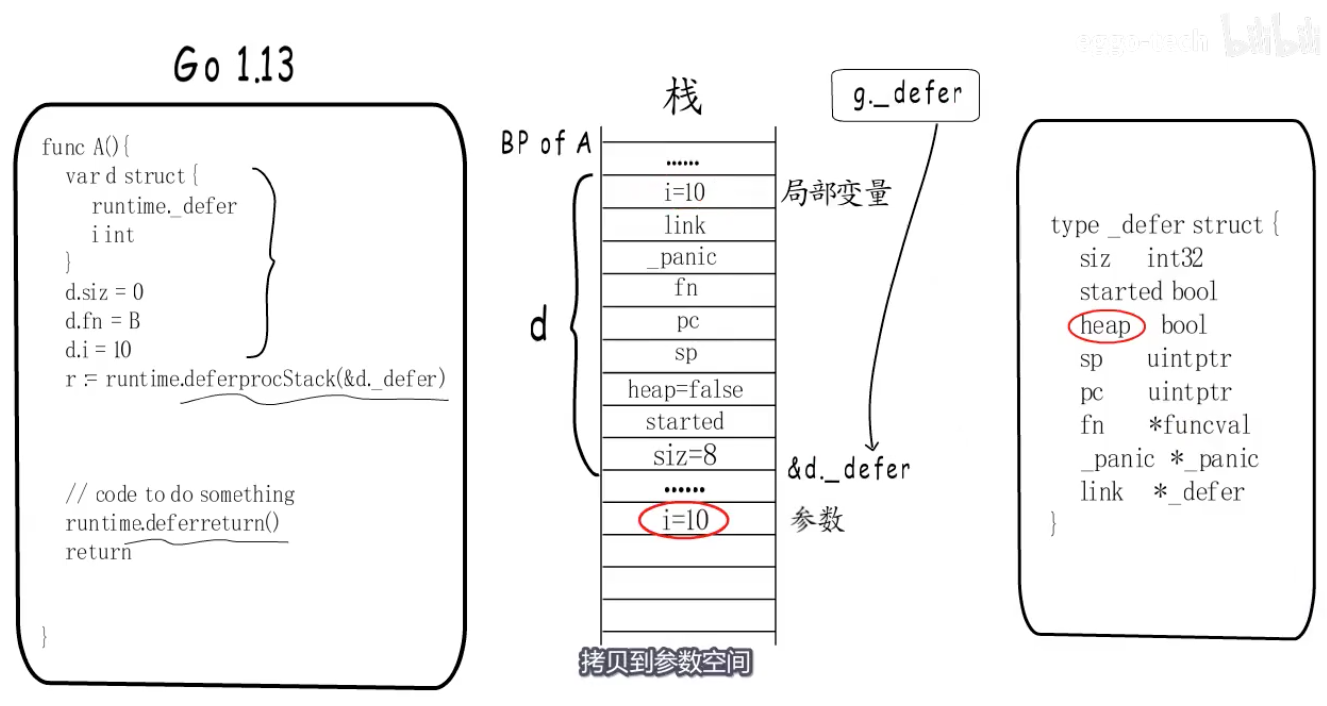 eggo-tech bilibili
Go 1.13
func A(){
var d struct {
runtime._defer
i int
}
d.siz = 0
d.fn = B
d.i = 10
r := runtime.deferprocStack(&d._defer)
// code to do something
runtime.deferreturn()
return
}
栈
BP of A
......
i=10
局部变量
link
_panic
fn
pc
sp
heap=false
started
siz=8
d
......
i=10
参数
g._defer
&d._defer
type _defer struct {
siz int32
started bool
heap bool
sp uintptr
pc uintptr
fn *funcval
_panic *_panic
link *_defer
}
拷贝到参数空间